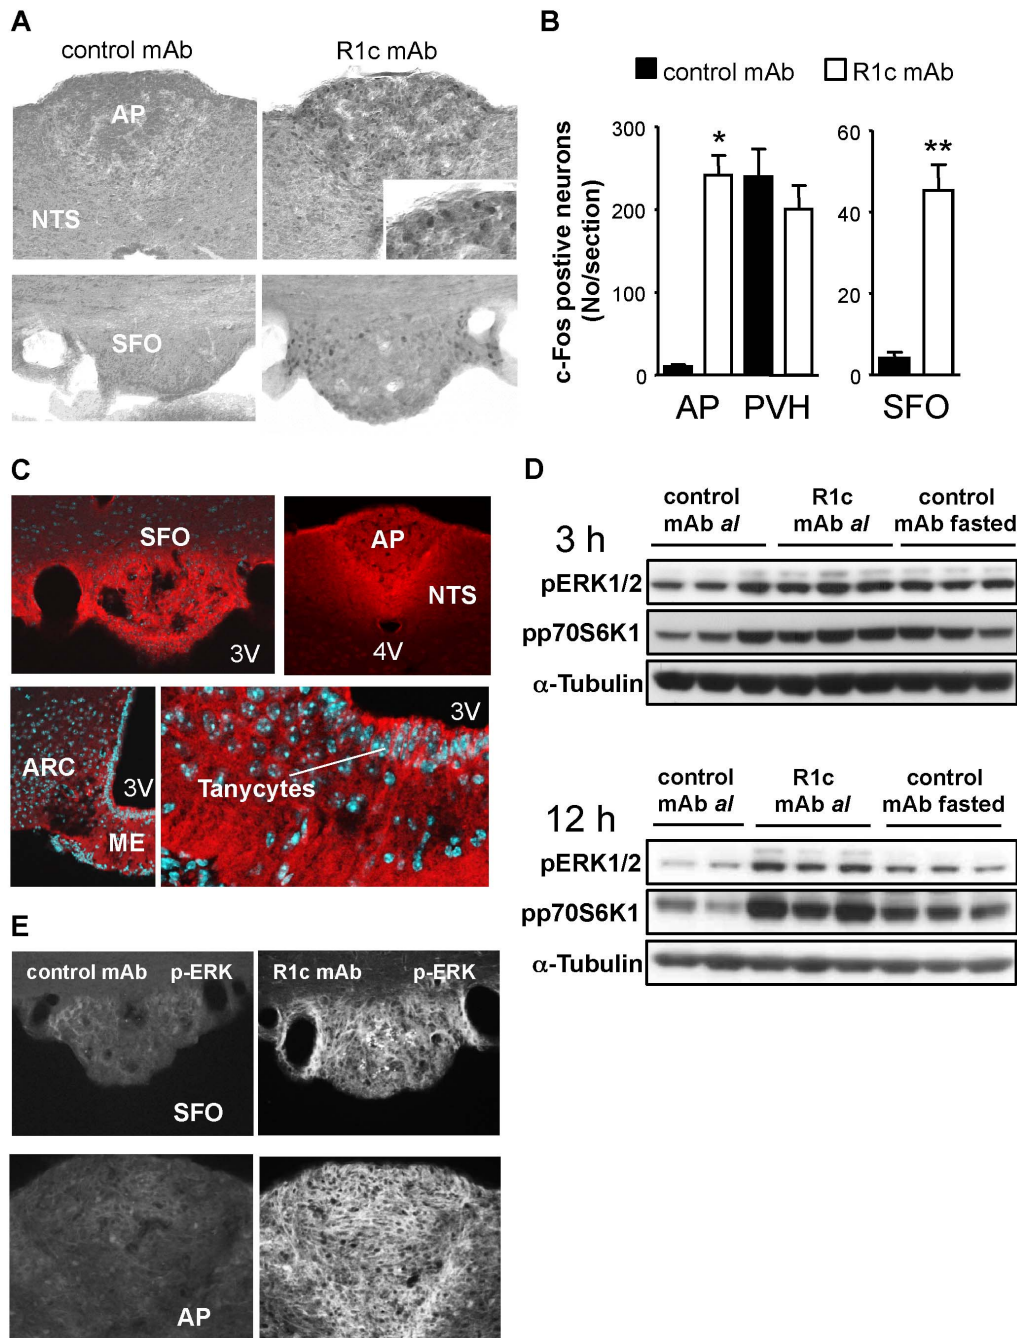 A
control mAb
R1c mAb
AP
NTS
SFO
B
control mAb
R1c mAb
c-Fos postive neurons
(No/section)
300
200
100
0
*
AP
PVH
60
40
20
0
**
SFO
C
SFO
3V
AP
NTS
4V
ARC
3V
ME
3V
Tanycytes
D
3 h
control
mAb al
R1c
mAb al
control
mAb fasted
pERK1/2
pp70S6K1
α-Tubulin
12 h
control
mAb al
R1c
mAb al
control
mAb fasted
pERK1/2
pp70S6K1
α-Tubulin
E
control mAb p-ERK
SFO
R1c mAb p-ERK
AP